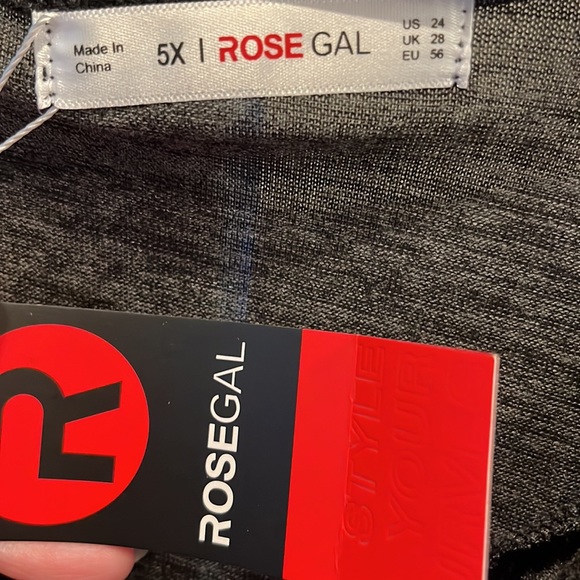 Made In
China
5X | ROSE GAL
US 24
UK 28
EU 56
R
ROSEGAL
STYLE
YOUR